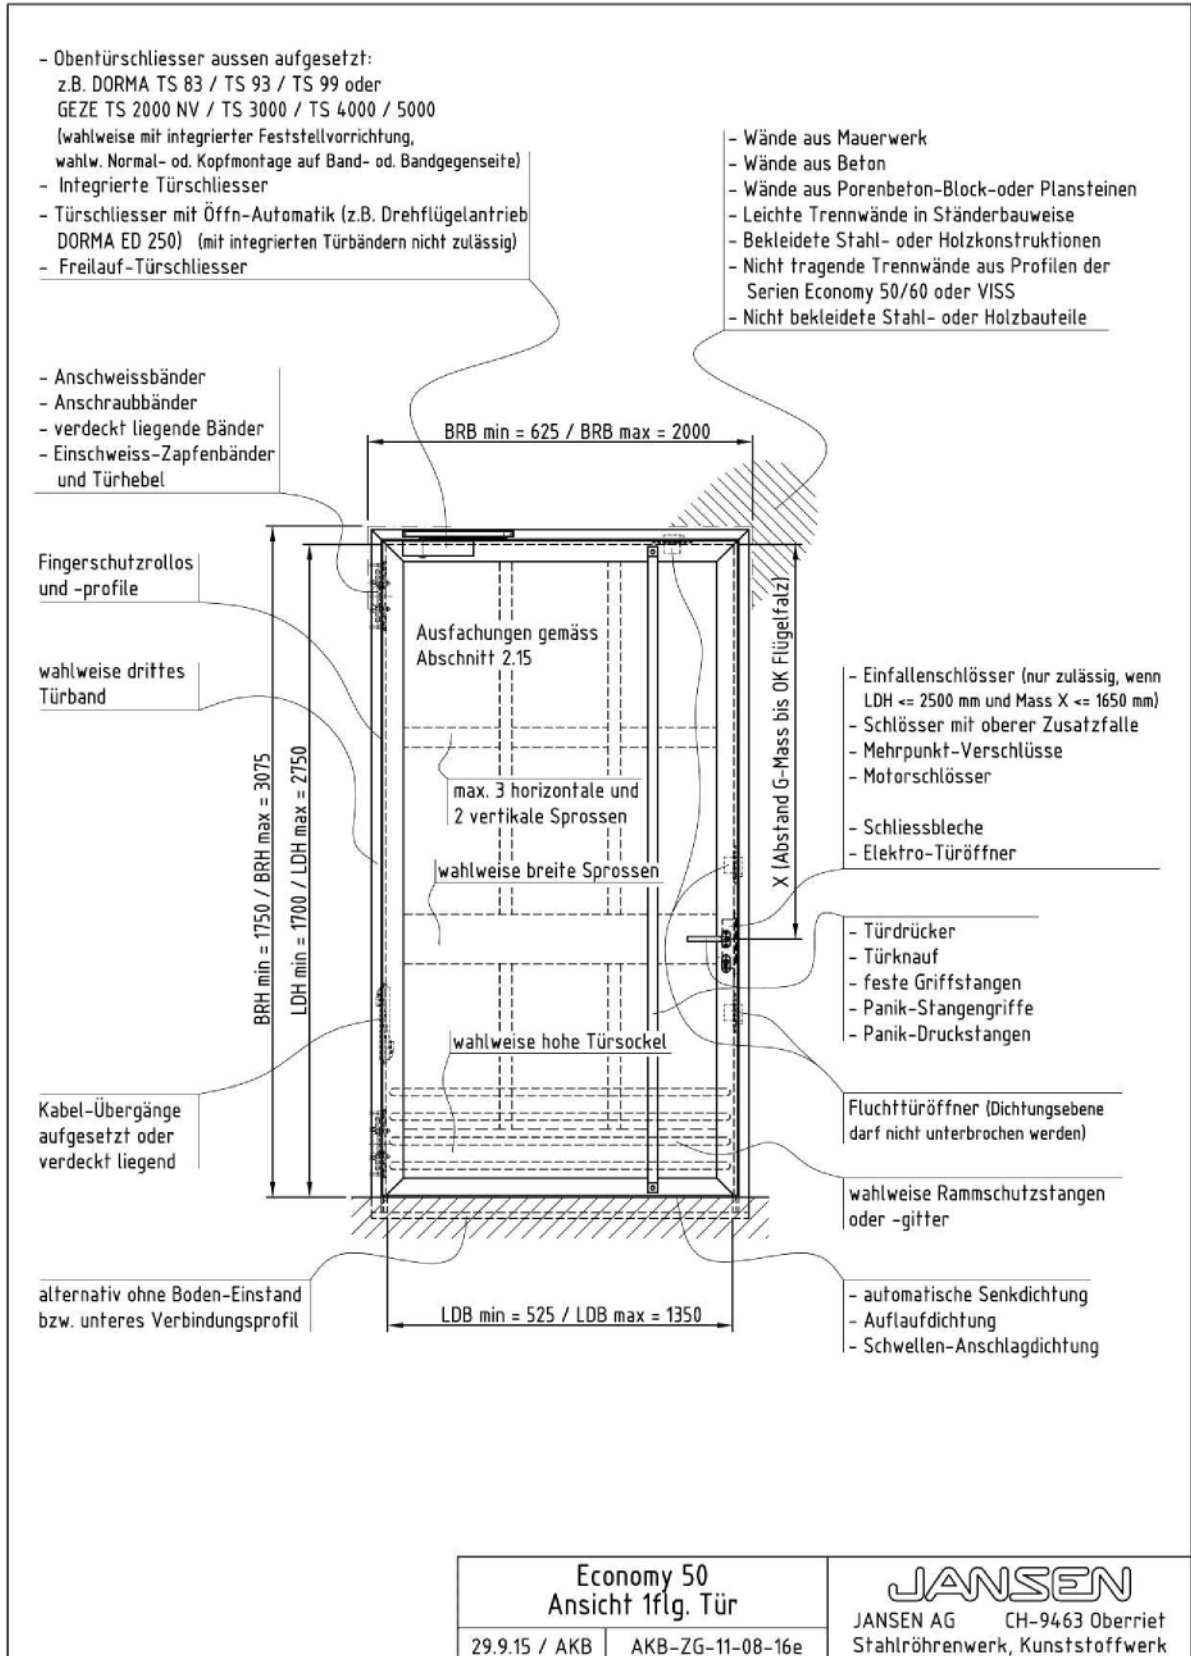 - Obentürschliesser aussen aufgesetzt:
z.B. DORMA TS 83 / TS 93 / TS 99 oder
GEZE TS 2000 NV / TS 3000 / TS 4000 / 5000
(wahlweise mit integrierter Feststellvorrichtung,
wahlw. Normal- od. Kopfmontage auf Band- od. Bandgegenseite)
- Integrierte Türschliesser
- Türschliesser mit Öffn-Automatik (z.B. Drehflügelantrieb
DORMA ED 250) (mit integrierten Türbändern nicht zulässig)
- Freilauf-Türschliesser
- Wände aus Mauerwerk
- Wände aus Beton
- Wände aus Porenbeton-Block-oder Plansteinen
- Leichte Trennwände in Ständerbauweise
- Bekleidete Stahl- oder Holzkonstruktionen
- Nicht tragende Trennwände aus Profilen der
Serien Economy 50/60 oder VISS
- Nicht bekleidete Stahl- oder Holzbauteile
- Anschweissbänder
- Anschraubbänder
- verdeckt liegende Bänder
- Einschweiss-Zapfenbänder
und Türhebel
BRB min = 625 / BRB max = 2000
Fingerschutzrollos
und -profile
wahlweise drittes
Türband
BRH min = 1750 / BRH max = 3075
LDH min = 1700 / LDH max = 2750
Ausfachungen gemäss
Abschnitt 2.15
max. 3 horizontale und
2 vertikale Sprossen
wahlweise breite Sprossen
wahlweise hohe Türsockel
X (Abstand G-Mass bis OK Flügelfalz)
- Einfallenschlösser (nur zulässig, wenn
LDH <= 2500 mm und Mass X <= 1650 mm)
- Schlösser mit oberer Zusatzfalle
- Mehrpunkt-Verschlüsse
- Motorschlösser
- Schliessbleche
- Elektro-Türöffner
- Türdrücker
- Türknauf
- feste Griffstangen
- Panik-Stangengriffe
- Panik-Druckstangen
Kabel-Übergänge
aufgesetzt oder
verdeckt liegend
Fluchttüröffner (Dichtungsebene
darf nicht unterbrochen werden)
wahlweise Rammschutzstangen
oder -gitter
alternativ ohne Boden-Einstand
bzw. unteres Verbindungsprofil
LDB min = 525 / LDB max = 1350
- automatische Senkdichtung
- Auflaufdichtung
- Schwellen-Anschlagdichtung
Economy 50
Ansicht 1flg. Tür
29.9.15 / AKB
AKB-ZG-11-08-16e
JANSEN
JANSEN AG CH-9463 Oberriet
Stahlröhrenwerk, Kunststoffwerk